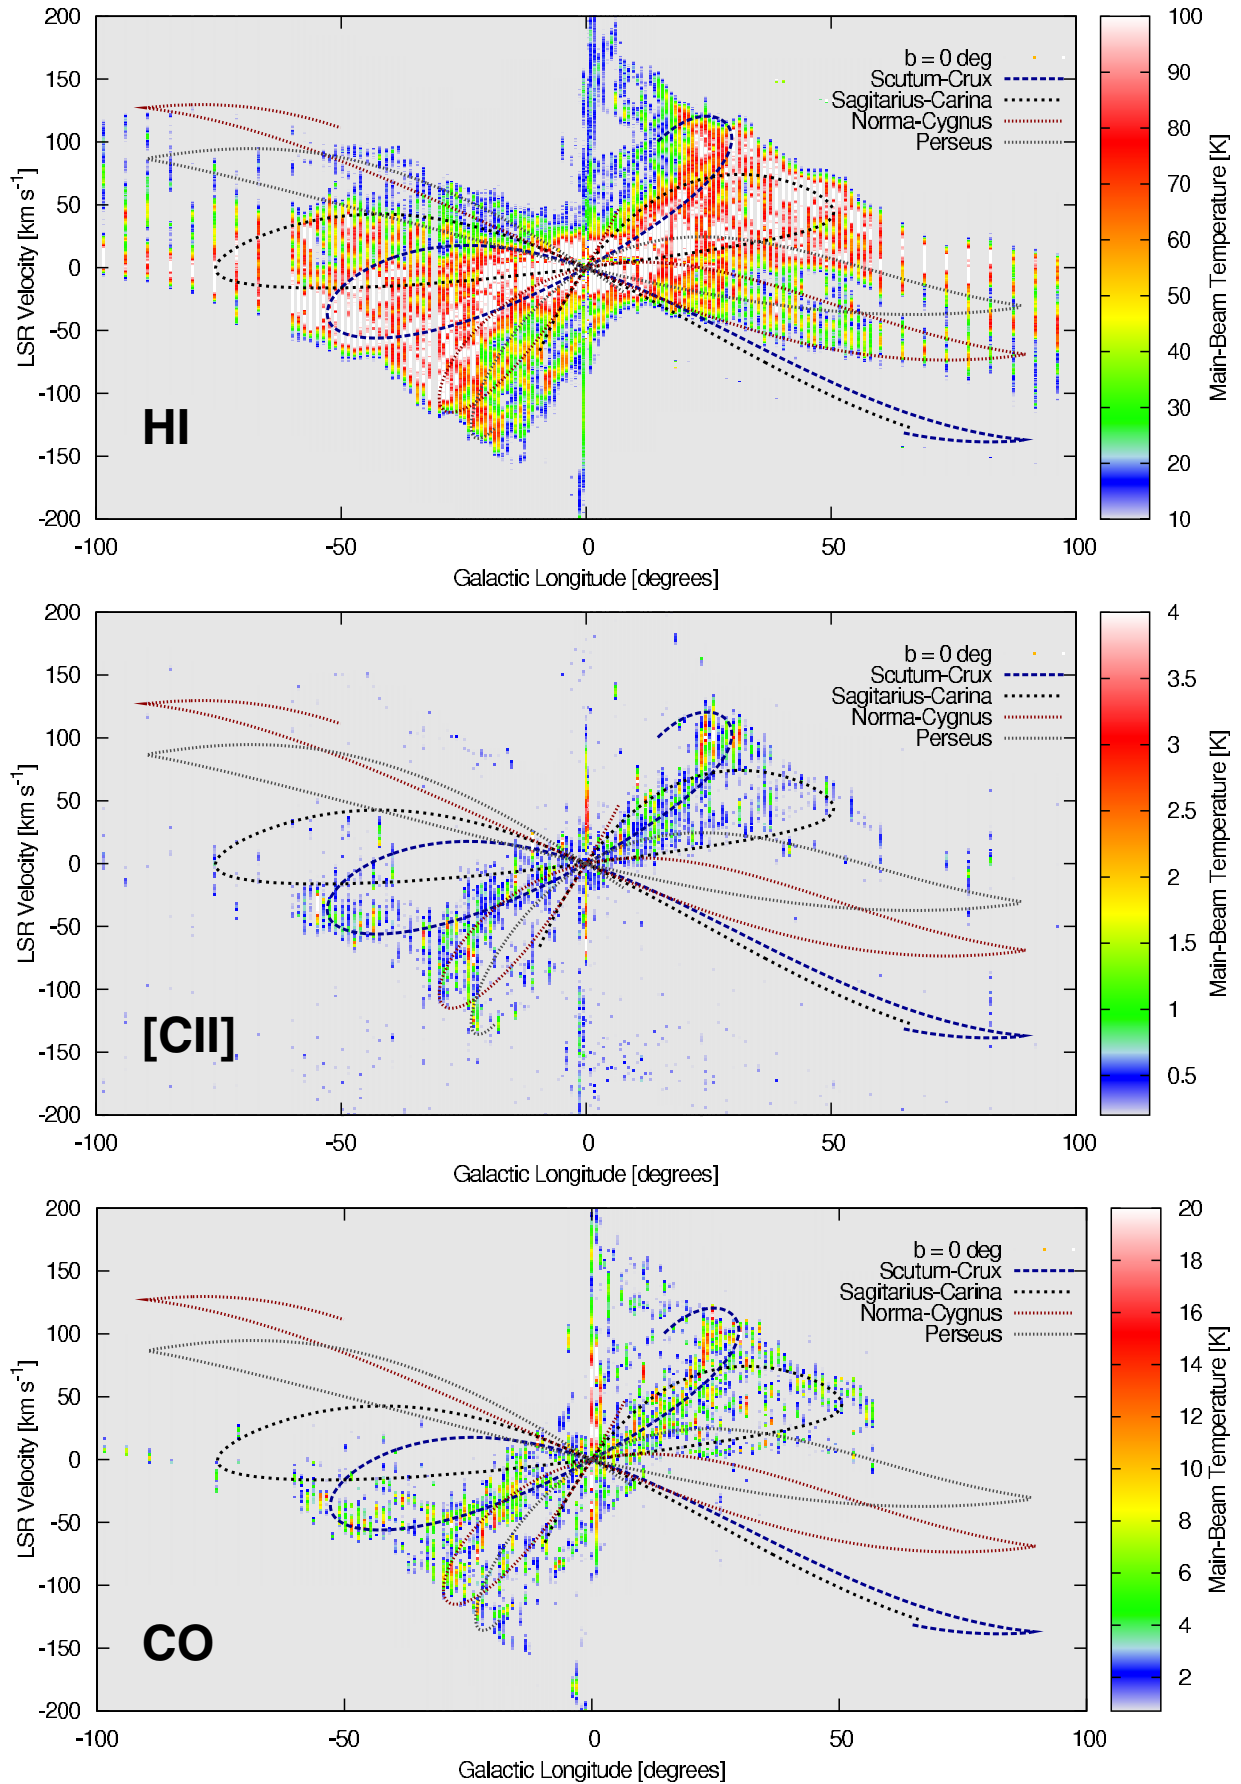 200
150
100
50
0
-50
-100
-150
-200
LSR Velocity [km s-1]
b = 0 deg
Scutum-Crux
Sagitarius-Carina
Norma-Cygnus
Perseus
HI
-100 -50 0 50 100
Galactic Longitude [degrees]
100
90
80
70
60
50
40
30
20
10
Main-Beam Temperature [K]
200
150
100
50
0
-50
-100
-150
-200
LSR Velocity [km s-1]
b = 0 deg
Scutum-Crux
Sagitarius-Carina
Norma-Cygnus
Perseus
[CII]
-100 -50 0 50 100
Galactic Longitude [degrees]
4
3.5
3
2.5
2
1.5
1
0.5
Main-Beam Temperature [K]
200
150
100
50
0
-50
-100
-150
-200
LSR Velocity [km s-1]
b = 0 deg
Scutum-Crux
Sagitarius-Carina
Norma-Cygnus
Perseus
CO
-100 -50 0 50 100
Galactic Longitude [degrees]
20
18
16
14
12
10
8
6
4
2
Main-Beam Temperature [K]